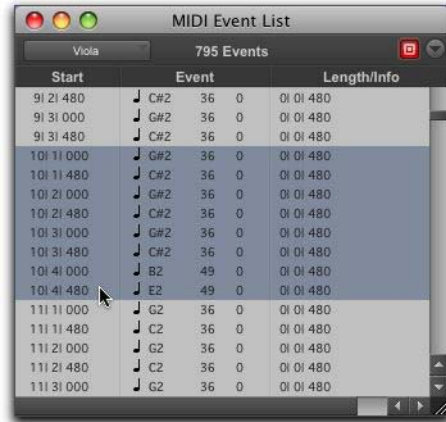 MIDI Event List
Viola 795 Events
Start Event Length/Info
9| 2| 480 C#2 36 0 0| 0| 480
9| 3| 000 G#2 36 0 0| 0| 480
9| 3| 480 C#2 36 0 0| 0| 480
10| 1| 000 G#2 36 0 0| 0| 480
10| 1| 480 C#2 36 0 0| 0| 480
10| 2| 000 G#2 36 0 0| 0| 480
10| 2| 480 C#2 36 0 0| 0| 480
10| 3| 000 G#2 36 0 0| 0| 480
10| 3| 480 C#2 36 0 0| 0| 480
10| 4| 000 B2 49 0 0| 0| 480
10| 4| 480 E2 49 0 0| 0| 480
11| 1| 000 G2 36 0 0| 0| 480
11| 1| 480 C2 36 0 0| 0| 480
11| 2| 000 G2 36 0 0| 0| 480
11| 2| 480 C2 36 0 0| 0| 480
11| 3| 000 G2 36 0 0| 0| 480